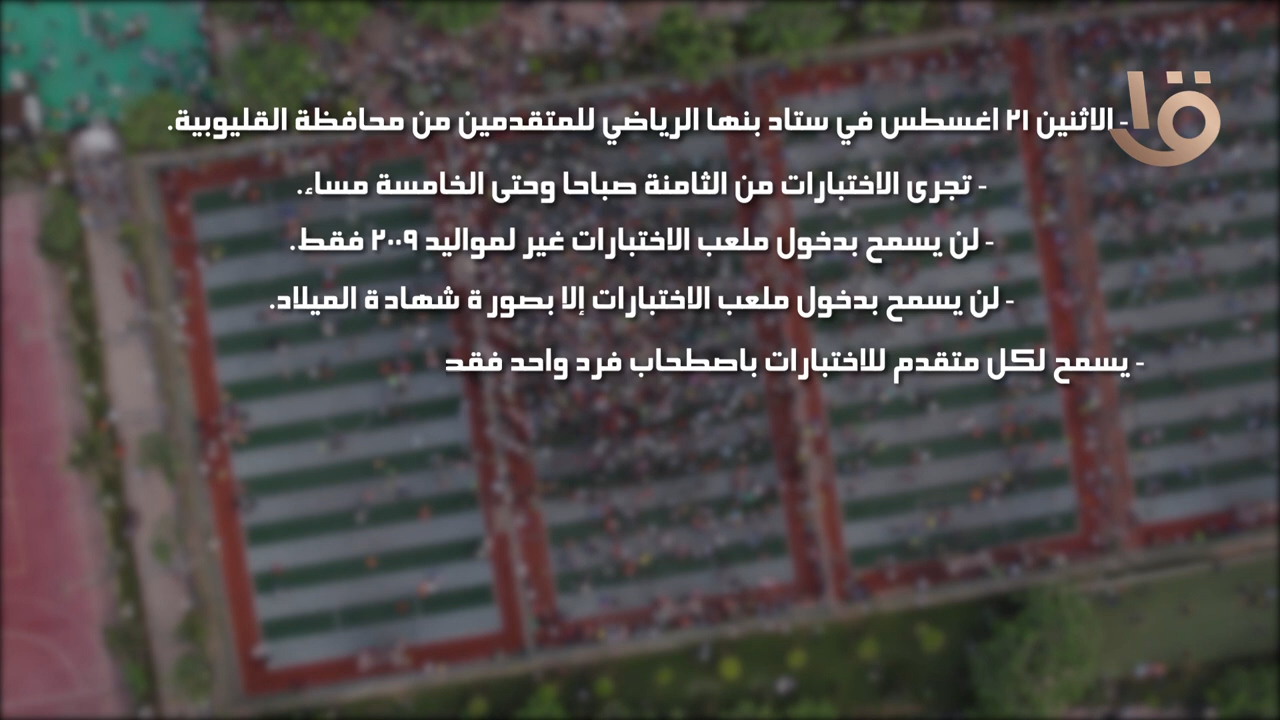 - الاثنين ٢١ اغسطس في ستاد بنها الرياضي للمتقدمين من محافظة القليوبية.
- تجرى الاختبارات من الثامنة صباحا وحتى الخامسة مساء.
- لن يسمح بدخول ملعب الاختبارات غير لمواليد ٢٠٠٩ فقط.
- لن يسمح بدخول ملعب الاختبارات إلا بصورة شهادة الميلاد.
- يسمح لكل متقدم للاختبارات باصطحاب فرد واحد فقد